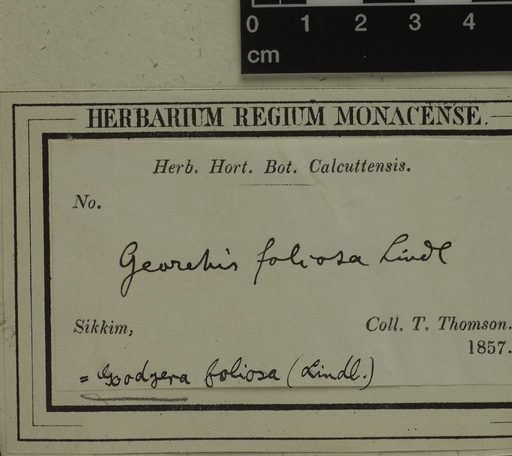 0 1 2 3 4
cm
HERBARIUM REGIUM MONACENSE.
Herb. Hort. Bot. Calcuttensis.
No.
Georchis foliosa Lindl
Sikkim,
Coll. T. Thomson.
1857.
= Goodyera foliosa (Lindl.)